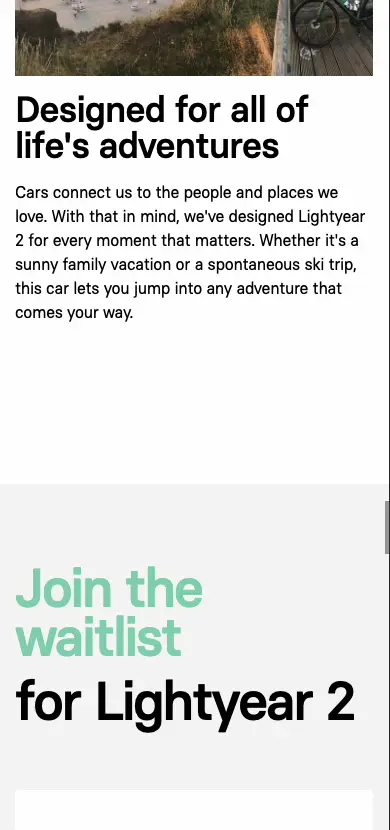 Designed for all of
life's adventures
Cars connect us to the people and places we
love. With that in mind, we've designed Lightyear
2 for every moment that matters. Whether it's a
sunny family vacation or a spontaneous ski trip,
this car lets you jump into any adventure that
comes your way.
Join the
waitlist
for Lightyear 2